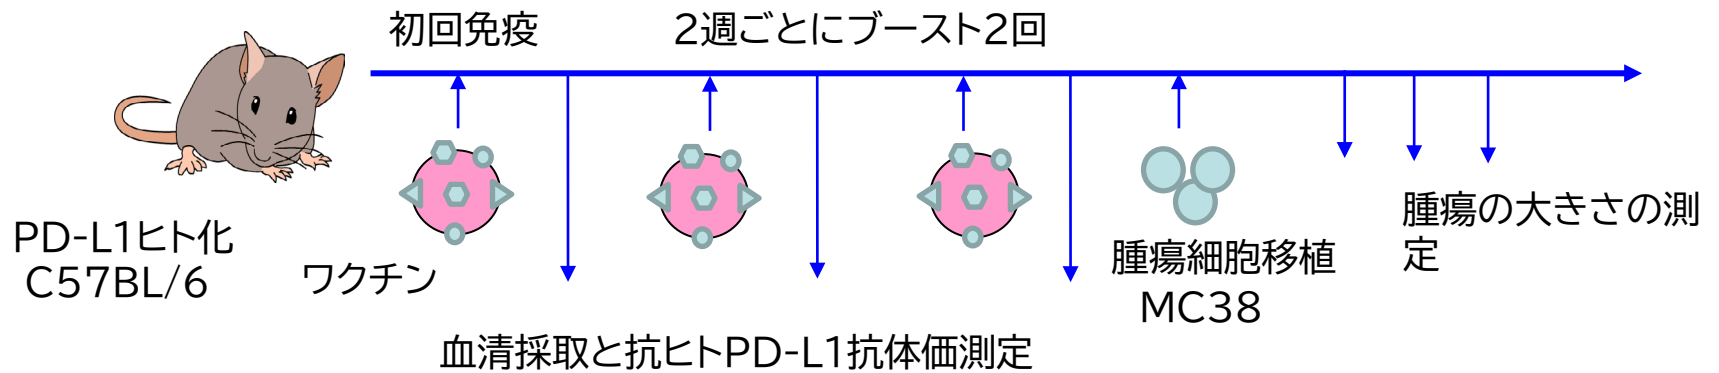 初回免疫
2週ごとにブースト2回
PD-L1ヒト化
C57BL/6
ワクチン
腫瘍細胞移植
MC38
腫瘍の大きさの測
定
血清採取と抗ヒトPD-L1抗体価測定